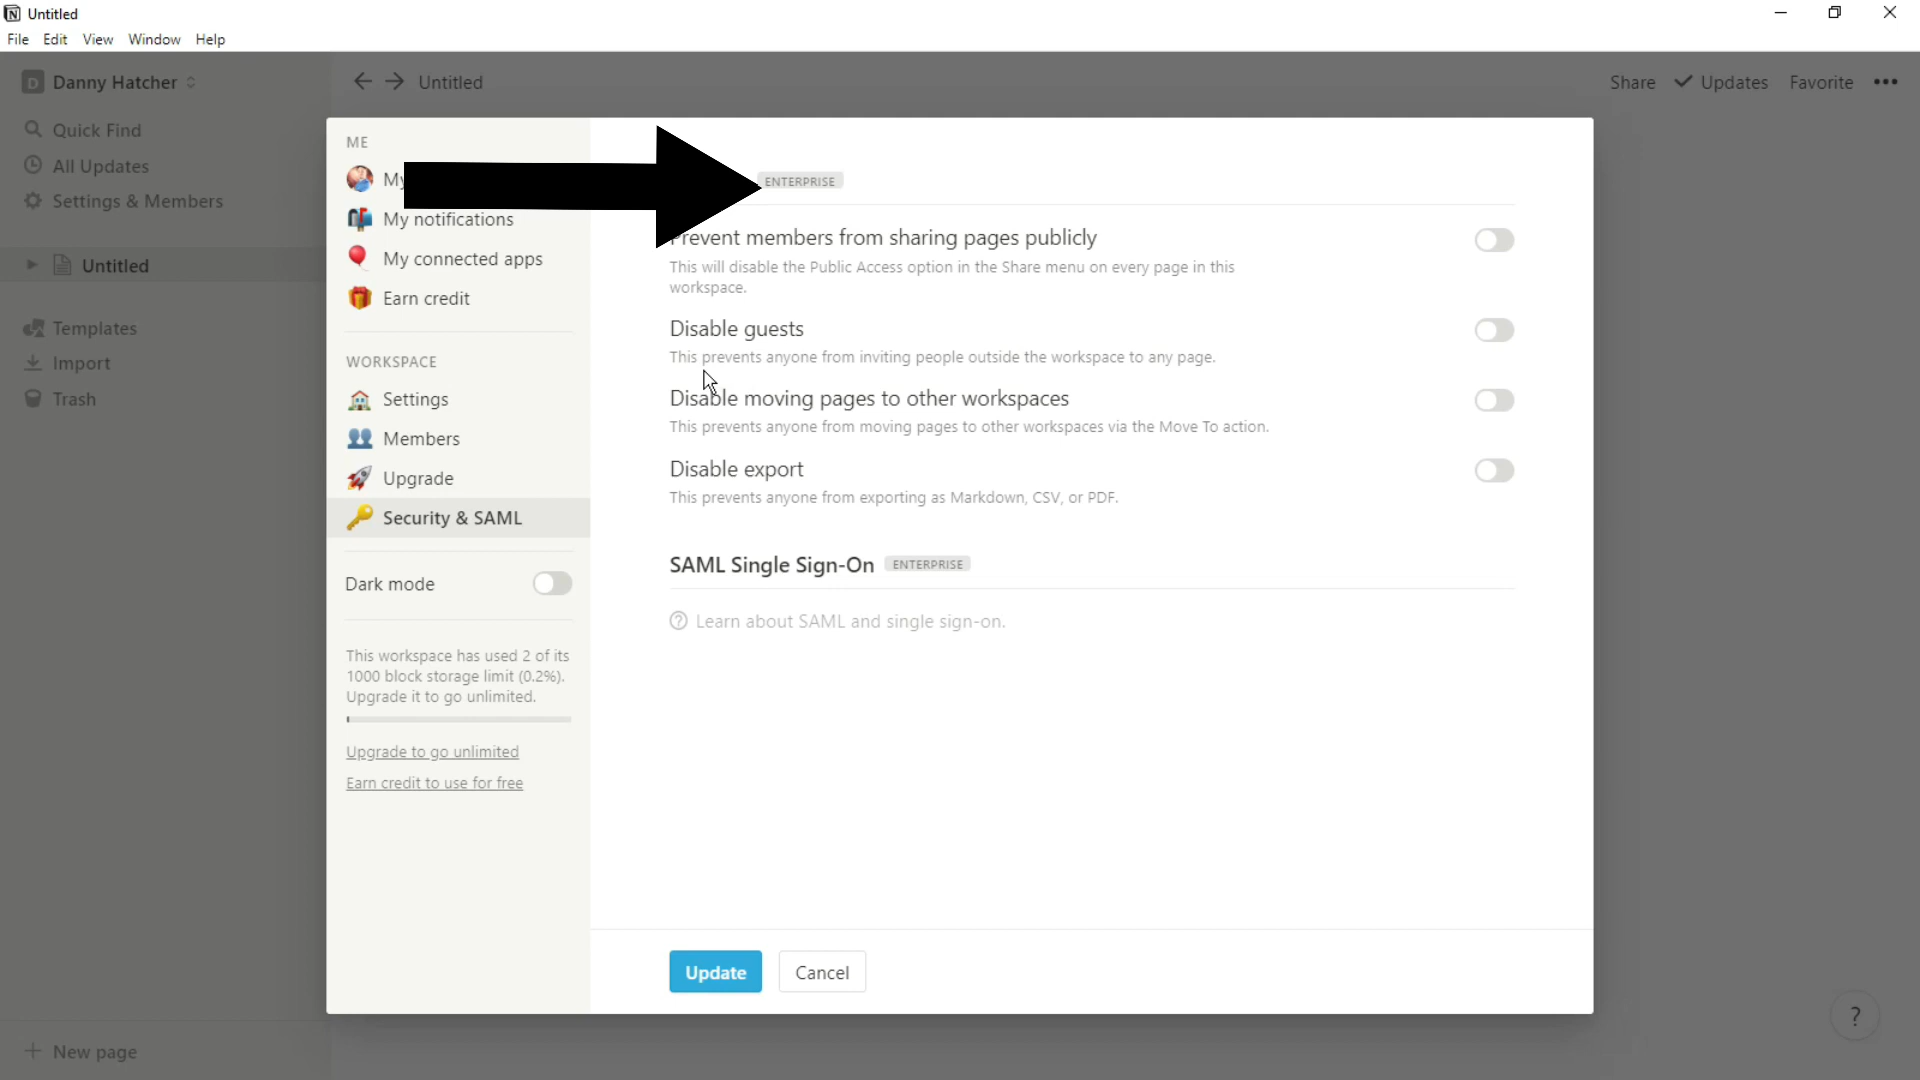 Untitled
File Edit View Window Help
D Danny Hatcher
Untitled
Share Updates Favorite
Quick Find
All Updates
Settings & Members
Untitled
Templates
Import
Trash
New page
ME
My
My notifications
My connected apps
Earn credit
WORKSPACE
Settings
Members
Upgrade
Security & SAML
Dark mode
This workspace has used 2 of its
1000 block storage limit (0.2%).
Upgrade it to go unlimited.
Upgrade to go unlimited
Earn credit to use for free
ENTERPRISE
Prevent members from sharing pages publicly
This will disable the Public Access option in the Share menu on every page in this
workspace.
Disable guests
This prevents anyone from inviting people outside the workspace to any page.
Disable moving pages to other workspaces
This prevents anyone from moving pages to other workspaces via the Move To action.
Disable export
This prevents anyone from exporting as Markdown, CSV, or PDF.
SAML Single Sign-On ENTERPRISE
? Learn about SAML and single sign-on.
Update Cancel
?